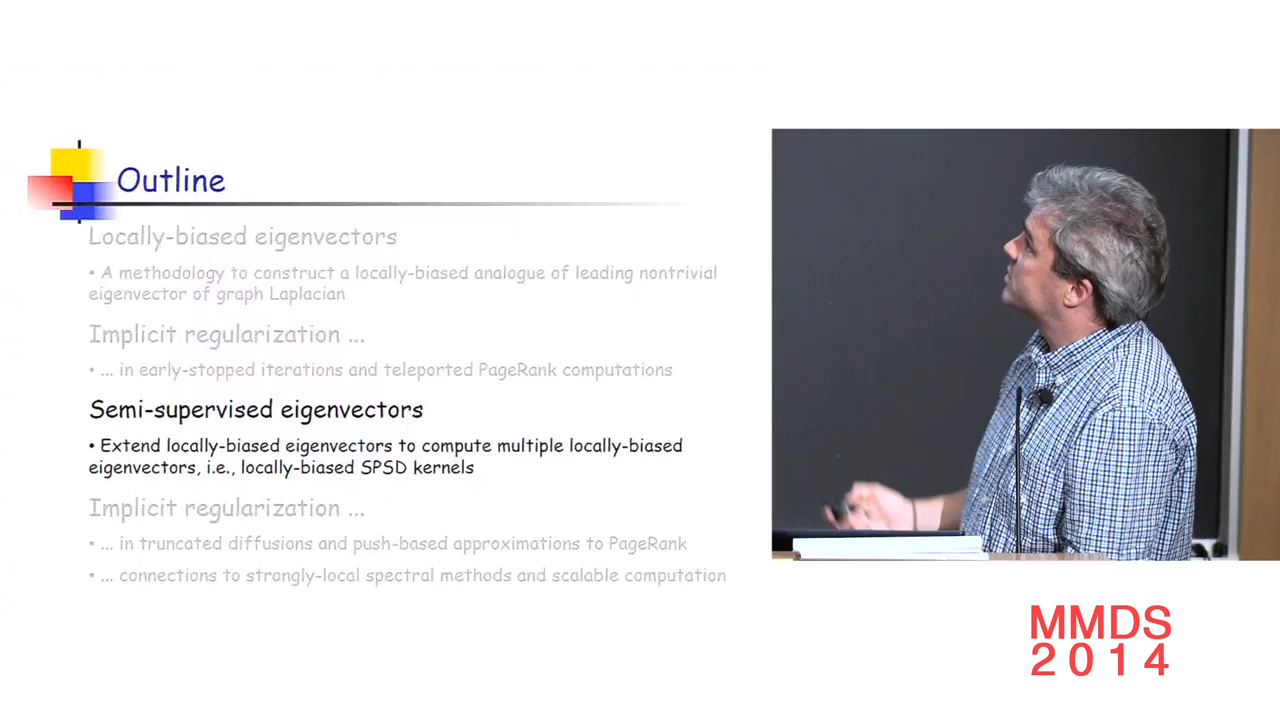 Outline
Locally-biased eigenvectors
• A methodology to construct a locally-biased analogue of leading nontrivial
eigenvector of graph Laplacian
Implicit regularization ...
• ... in early-stopped iterations and teleported PageRank computations
Semi-supervised eigenvectors
• Extend locally-biased eigenvectors to compute multiple locally-biased
eigenvectors, i.e., locally-biased SPSD kernels
Implicit regularization ...
• ... in truncated diffusions and push-based approximations to PageRank
• ... connections to strongly-local spectral methods and scalable computation
MMDS
2014